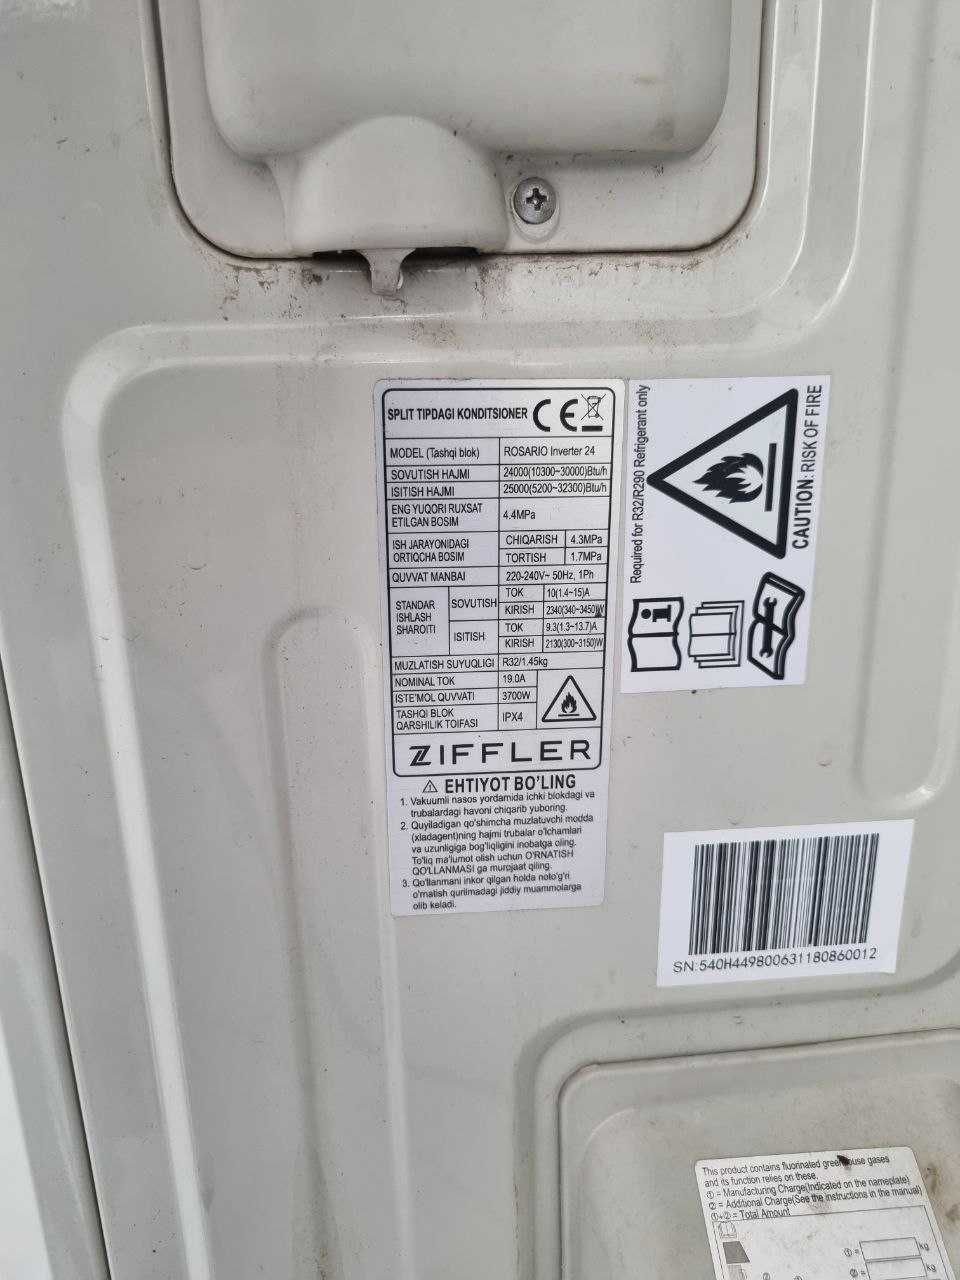 SPLIT TIPDAGI KONDITSIONER CE
MODEL (Tashqi blok) ROSARIO Inverter 24
SOVUTISH HAJMI 24000(10300~30000)Btu/h
ISITISH HAJMI 25000(5200~32300)Btu/h
ENG YUQORI RUXSAT
ETILGAN BOSIM 4.4MPa
ISH JARAYONIDAGI
ORTIQCHA BOSIM
CHIQARISH 4.3MPa
TORTISH 1.7MPa
QUVVAT MANBAI 220-240V~ 50Hz, 1Ph
STANDAR
ISHLASH
SHAROITI
SOVUTISH
TOK 10(1.4~15)A
KIRISH 2340(340~3450)W
ISITISH
TOK 9.3(1.3~13.7)A
KIRISH 2130(300~3150)W
MUZLATISH SUYUQLIGI R32/1.45kg
NOMINAL TOK 19.0A
ISTE'MOL QUVVATI 3700W
TASHQI BLOK
QARSHILIK TOIFASI IPX4
ZIFFLER
EHTIYOT BO'LING
1. Vakuumli nasos yordamida ichki blokdagi va
trubalardagi havoni chiqarib yuboring.
2. Quyiladigan qo'shimcha muzlatuvchi modda
(xladagent)ning hajmi trubalar o'lchamlari
va uzunligiga bog'liqligini inobatga oling.
To'liq ma'lumot olish uchun O'RNATISH
QO'LLANMASI ga murojaat qiling.
3. Qo'llanmani inkor qilgan holda noto'g'ri
o'rnatish qurilmadagi jiddiy muammolarga
olib keladi.
Required for R32/R290 Refrigerant only
CAUTION: RISK OF FIRE
SN:540H449800631180860012
This product contains fluorinated greenhouse gases
and its function relies on these.
① = Manufacturing Charge(Indicated on the nameplate)
② = Additional Charge(See the instructions in the manual)
①+② = Total Amount
① = kg
② = kg